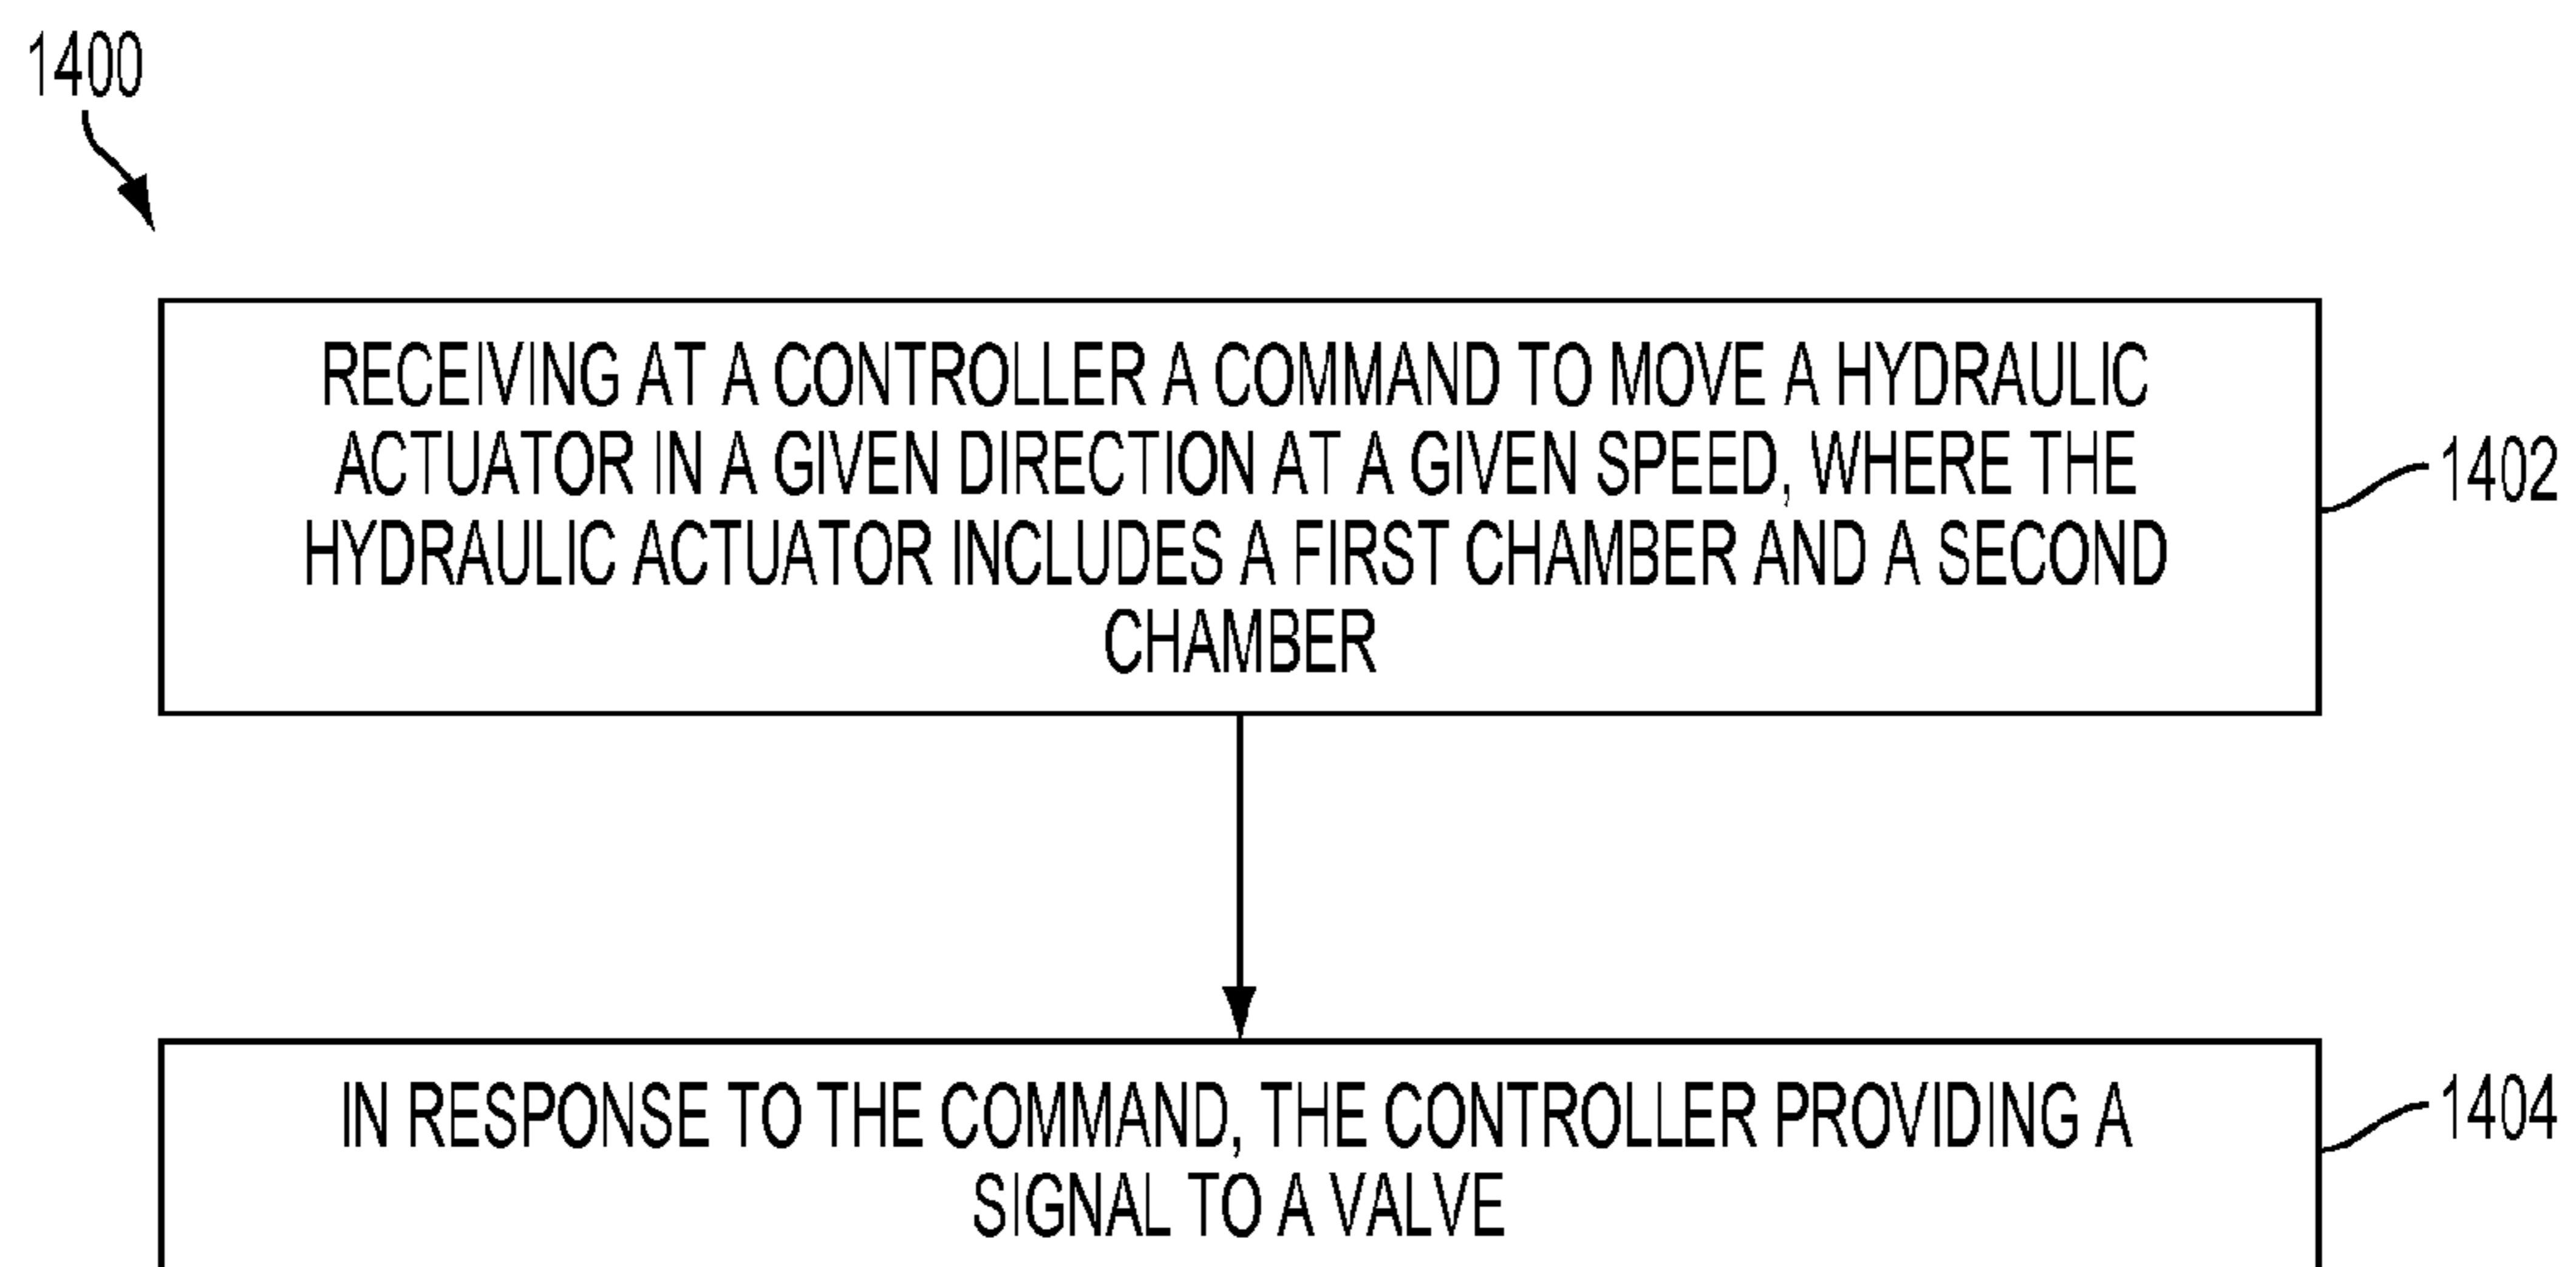 1400
RECEIVING AT A CONTROLLER A COMMAND TO MOVE A HYDRAULIC
ACTUATOR IN A GIVEN DIRECTION AT A GIVEN SPEED, WHERE THE
HYDRAULIC ACTUATOR INCLUDES A FIRST CHAMBER AND A SECOND
CHAMBER
1402
IN RESPONSE TO THE COMMAND, THE CONTROLLER PROVIDING A
SIGNAL TO A VALVE
1404